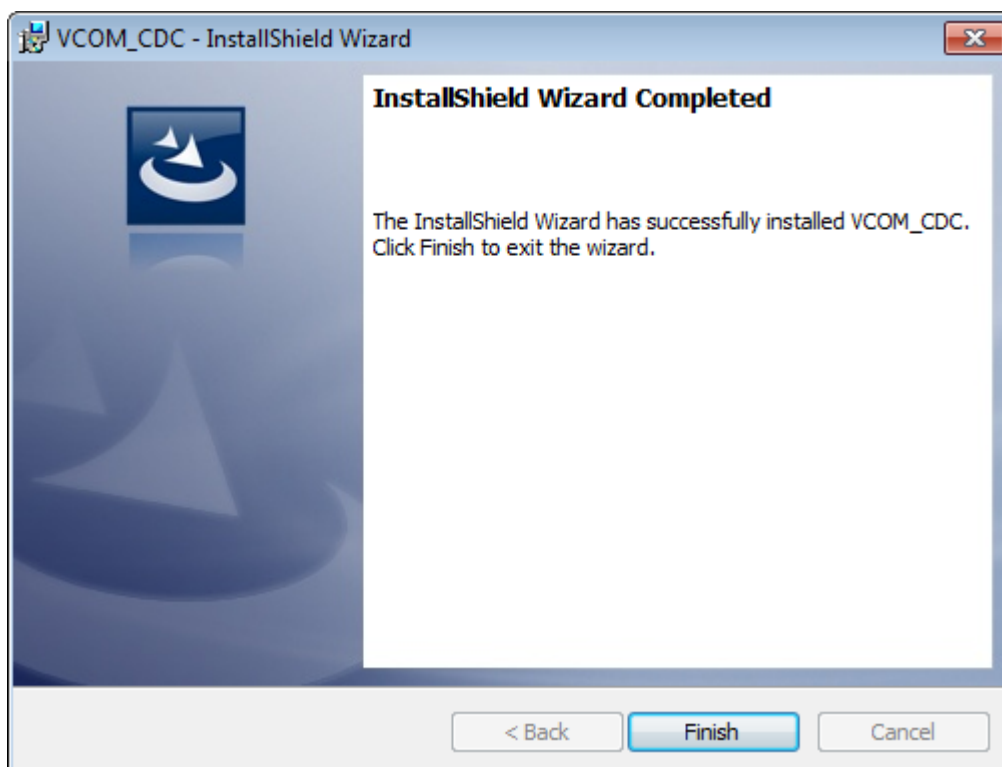 VCOM_CDC - InstallShield Wizard
InstallShield Wizard Completed
The InstallShield Wizard has successfully installed VCOM_CDC.
Click Finish to exit the wizard.
< Back
Finish
Cancel